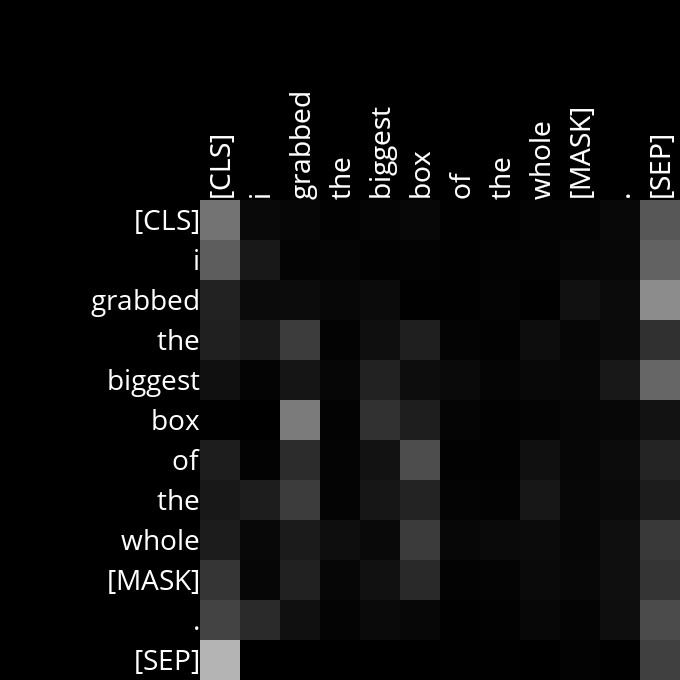 [CLS] i grabbed the biggest box of the whole [MASK] . [SEP]
[CLS]
i
grabbed
the
biggest
box
of
the
whole
[MASK]
.
[SEP]